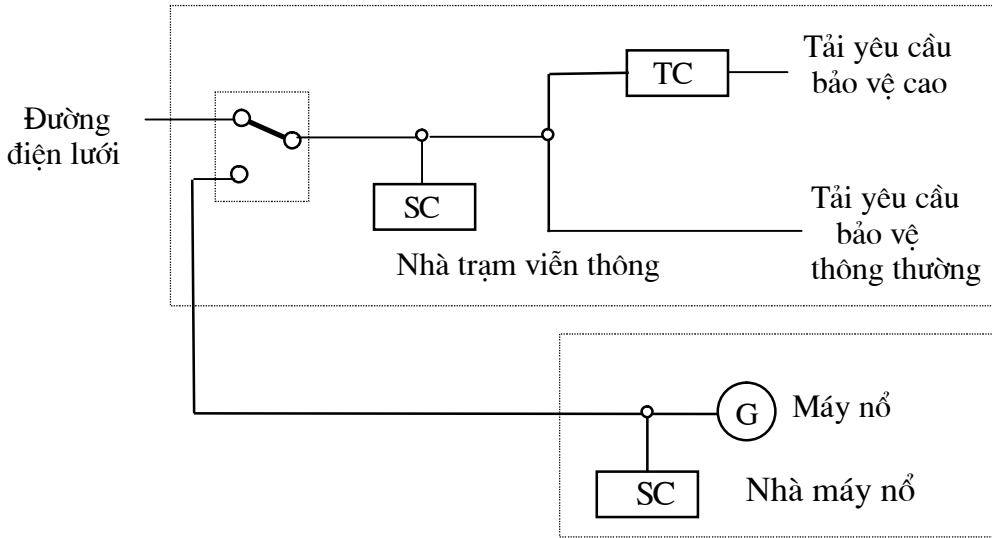 Đường
điện lưới
TC
Tải yêu cầu
bảo vệ cao
SC
Tải yêu cầu
bảo vệ
thông thường
Nhà trạm viễn thông
G
Máy nổ
SC
Nhà máy nổ